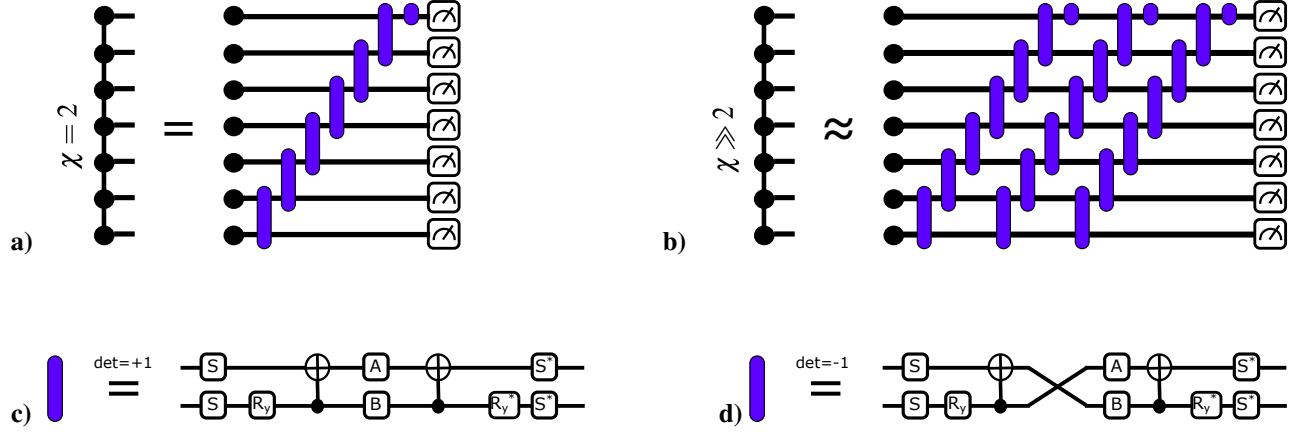 χ = 2
=
a)
χ ≫ 2
≈
b)
c)
det=+1
=
S
A
S*
S
R_y
B
R_y*
S*
d)
det=-1
=
S
A
S*
S
R_y
B
R_y*
S*